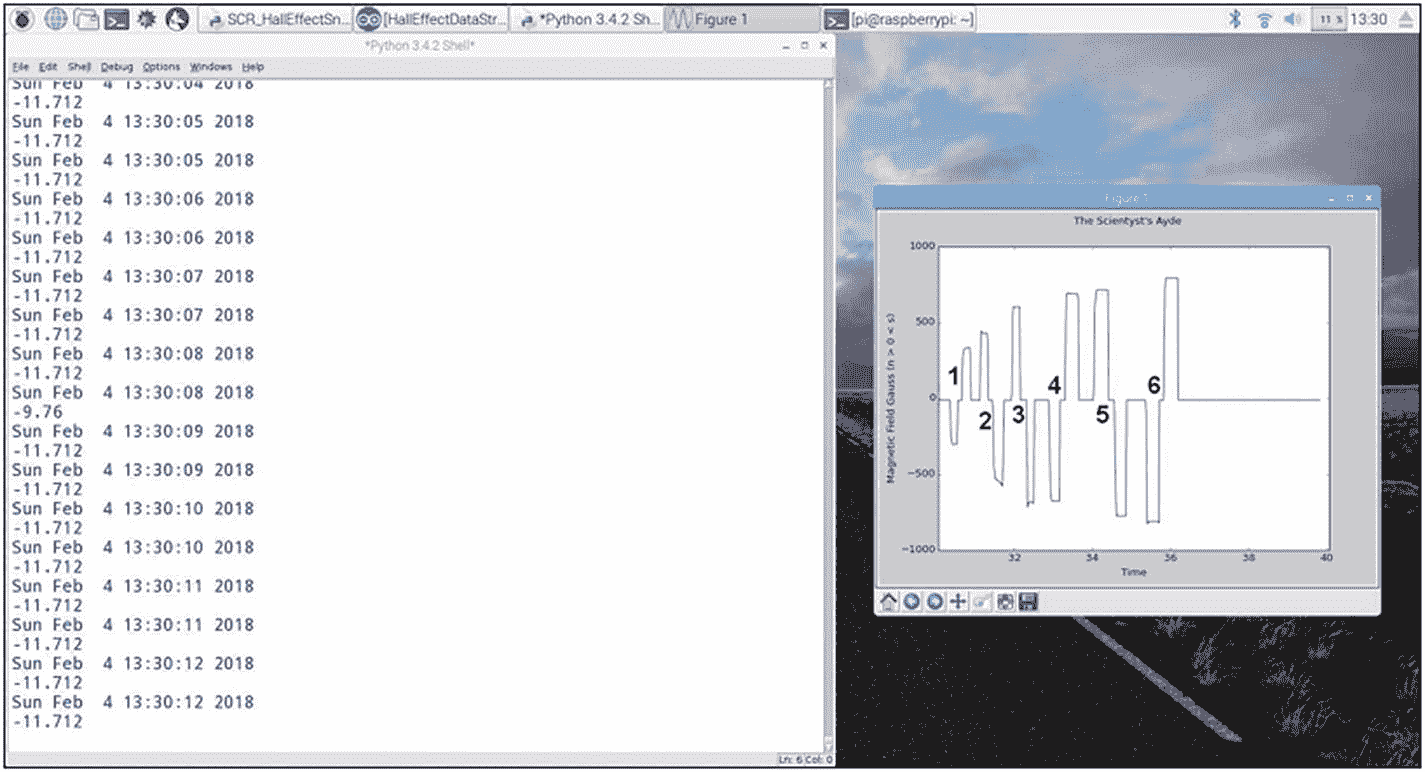 SCR_HallEffectSn...
[HallEffectDataStr...
*Python 3.4.2 Sh...
Figure 1
[pi@raspberrypi: ~]
11 %
13:30
*Python 3.4.2 Shell*
File Edit Shell Debug Options Windows Help
Sun Feb 4 13:30:04 2018
-11.712
Sun Feb 4 13:30:05 2018
-11.712
Sun Feb 4 13:30:05 2018
-11.712
Sun Feb 4 13:30:06 2018
-11.712
Sun Feb 4 13:30:06 2018
-11.712
Sun Feb 4 13:30:07 2018
-11.712
Sun Feb 4 13:30:07 2018
-11.712
Sun Feb 4 13:30:08 2018
-11.712
Sun Feb 4 13:30:08 2018
-9.76
Sun Feb 4 13:30:09 2018
-11.712
Sun Feb 4 13:30:09 2018
-11.712
Sun Feb 4 13:30:10 2018
-11.712
Sun Feb 4 13:30:10 2018
-11.712
Sun Feb 4 13:30:11 2018
-11.712
Sun Feb 4 13:30:11 2018
-11.712
Sun Feb 4 13:30:12 2018
-11.712
Sun Feb 4 13:30:12 2018
-11.712
Ln: 6 Col: 0
Figure 1
The Scientyst's Ayde
1000
500
0
−500
−1000
Magnetic Field Gauss (n > 0 < s)
1
2
3
4
5
6
32 34 36 38 40
Time